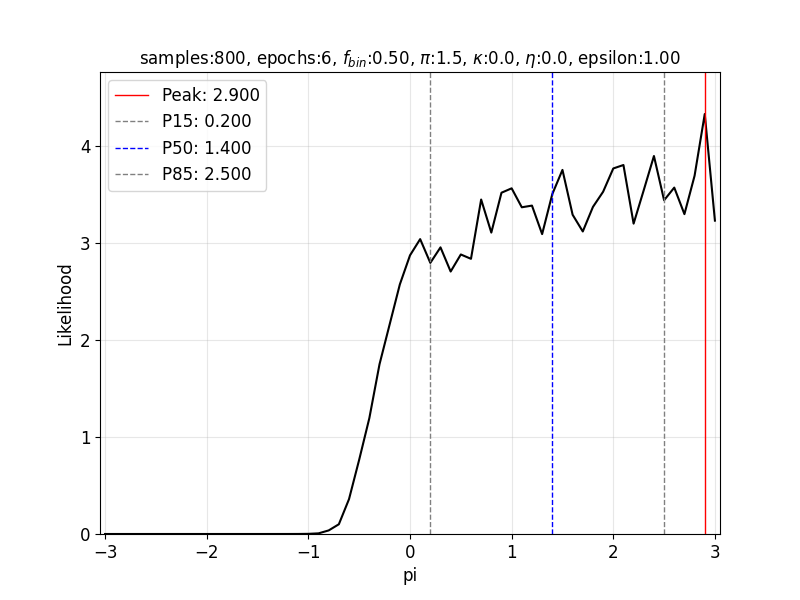 samples:800, epochs:6, f_bin:0.50, π:1.5, κ:0.0, η:0.0, epsilon:1.00
Peak: 2.900
P15: 0.200
P50: 1.400
P85: 2.500
4
3
2
1
0
Likelihood
−3 −2 −1 0 1 2 3
pi